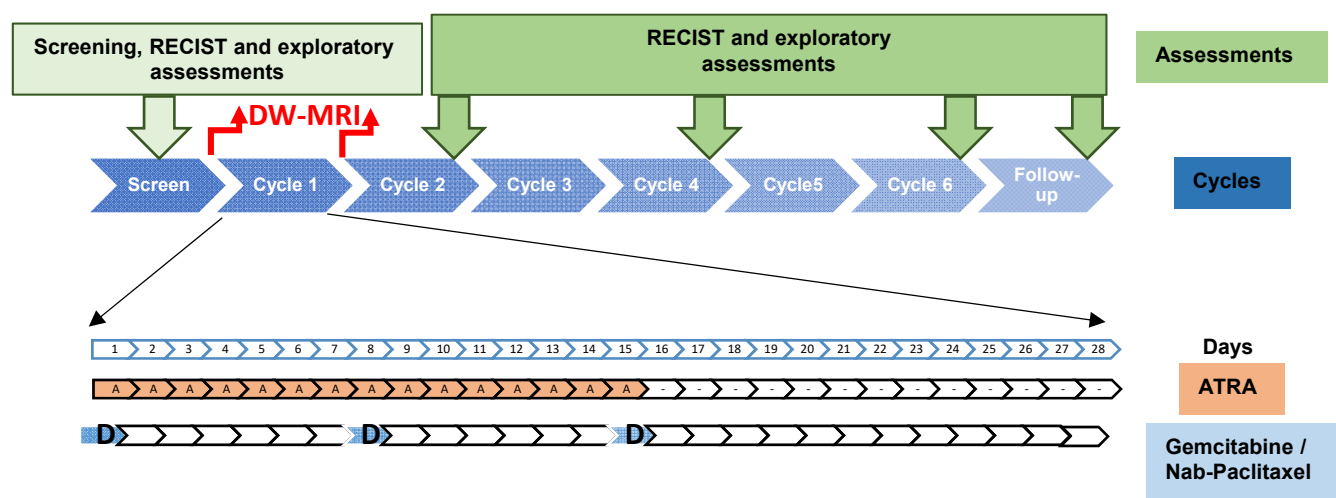 Screening, RECIST and exploratory
assessments
RECIST and exploratory
assessments
Assessments
DW-MRI
Screen
Cycle 1
Cycle 2
Cycle 3
Cycle 4
Cycle5
Cycle 6
Follow-
up
Cycles
1 2 3 4 5 6 7 8 9 10 11 12 13 14 15 16 17 18 19 20 21 22 23 24 25 26 27 28
Days
A A A A A A A A A A A A A A A - - - - - - - - - - - - -
ATRA
D D D
Gemcitabine /
Nab-Paclitaxel